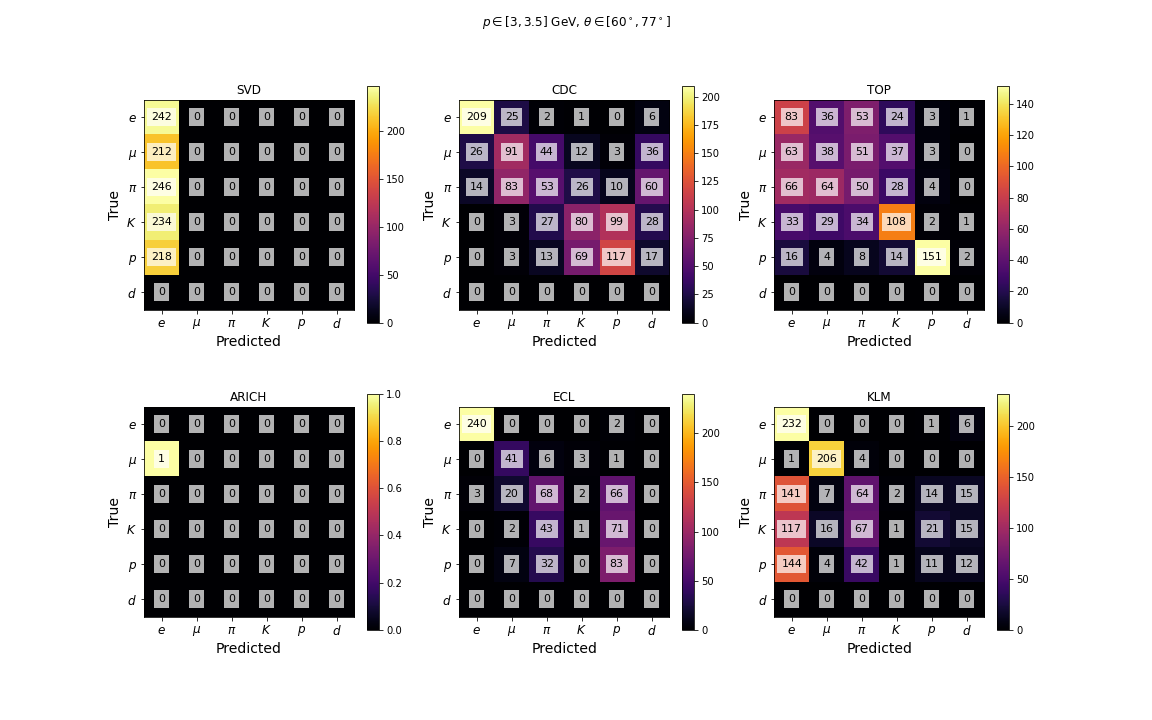 p ∈ [3, 3.5] GeV, θ ∈ [60°, 77°]
SVD
True
e 242 0 0 0 0 0
μ 212 0 0 0 0 0
π 246 0 0 0 0 0
K 234 0 0 0 0 0
p 218 0 0 0 0 0
d 0 0 0 0 0 0
e μ π K p d
Predicted
200
150
100
50
0
CDC
True
e 209 25 2 1 0 6
μ 26 91 44 12 3 36
π 14 83 53 26 10 60
K 0 3 27 80 99 28
p 0 3 13 69 117 17
d 0 0 0 0 0 0
e μ π K p d
Predicted
200
175
150
125
100
75
50
25
0
TOP
True
e 83 36 53 24 3 1
μ 63 38 51 37 3 0
π 66 64 50 28 4 0
K 33 29 34 108 2 1
p 16 4 8 14 151 2
d 0 0 0 0 0 0
e μ π K p d
Predicted
140
120
100
80
60
40
20
0
ARICH
True
e 0 0 0 0 0 0
μ 1 0 0 0 0 0
π 0 0 0 0 0 0
K 0 0 0 0 0 0
p 0 0 0 0 0 0
d 0 0 0 0 0 0
e μ π K p d
Predicted
1.0
0.8
0.6
0.4
0.2
0.0
ECL
True
e 240 0 0 0 2 0
μ 0 41 6 3 1 0
π 3 20 68 2 66 0
K 0 2 43 1 71 0
p 0 7 32 0 83 0
d 0 0 0 0 0 0
e μ π K p d
Predicted
200
150
100
50
0
KLM
True
e 232 0 0 0 1 6
μ 1 206 4 0 0 0
π 141 7 64 2 14 15
K 117 16 67 1 21 15
p 144 4 42 1 11 12
d 0 0 0 0 0 0
e μ π K p d
Predicted
200
150
100
50
0